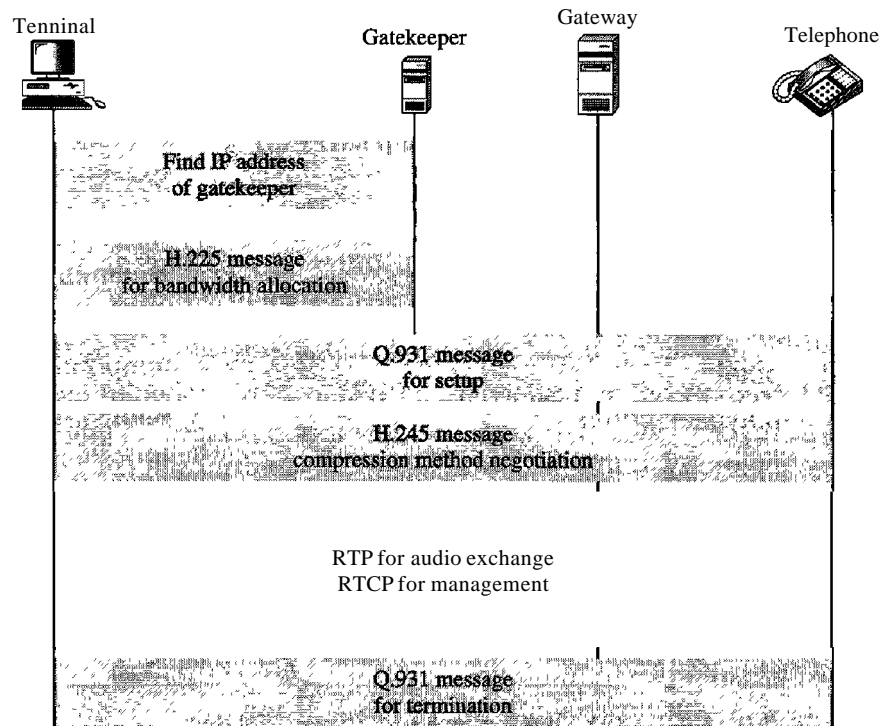 Tenninal
Gatekeeper
Gateway
Telephone
Find IP address
of gatekeeper
H.225 message
for bandwidth allocation
Q.931 message
for setup
H.245 message
compression method negotiation
RTP for audio exchange
RTCP for management
Q.931 message
for termination